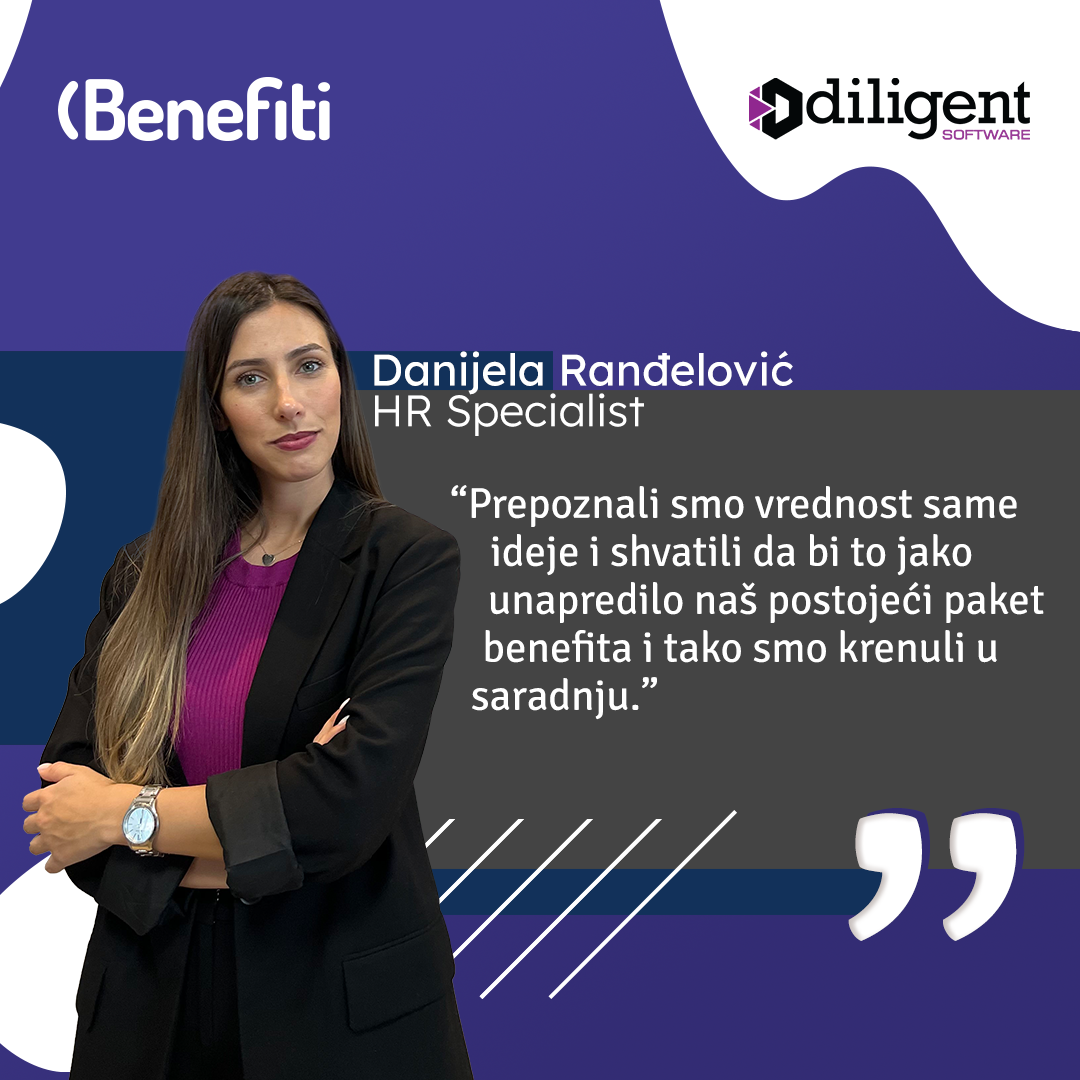 Benefiti
diligent
SOFTWARE
Danijela Ranđelović
HR Specialist
“Prepoznali smo vrednost same
ideje i shvatili da bi to jako
unapredilo naš postojeći paket
benefita i tako smo krenuli u
saradnju.”